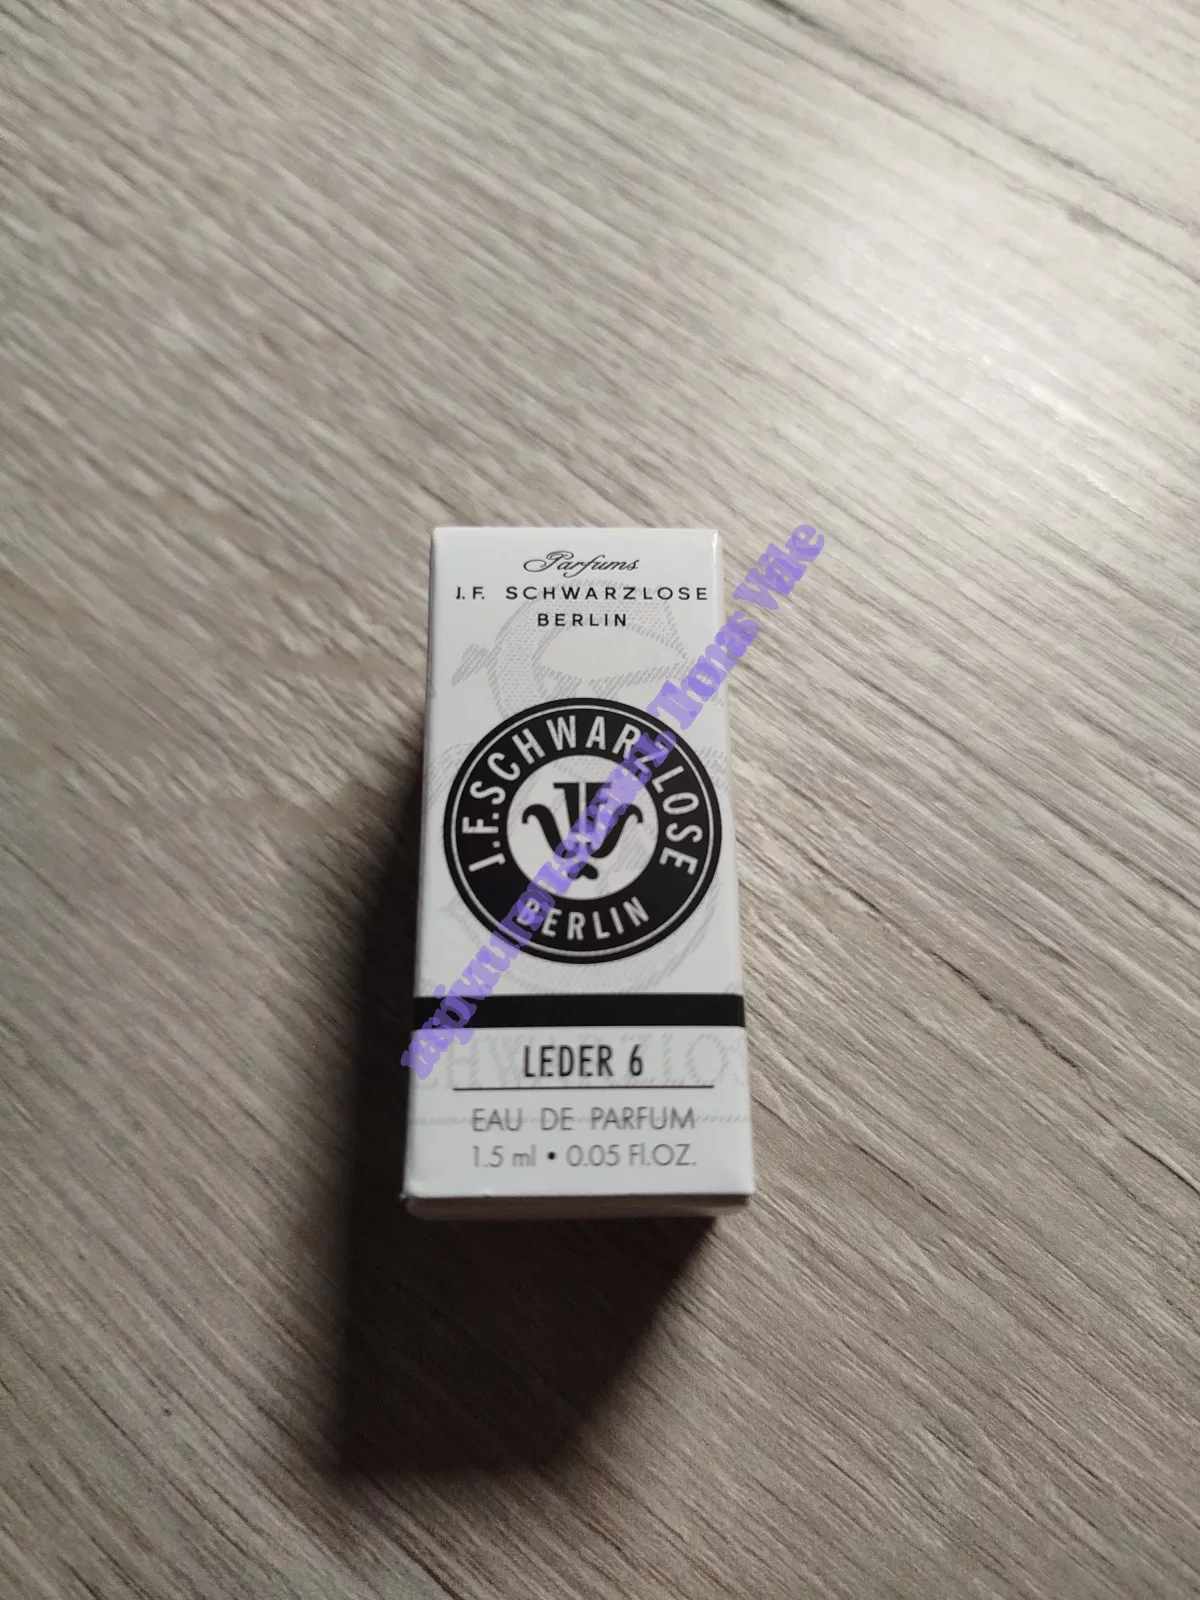 Parfums
J.F. SCHWARZLOSE
BERLIN
J.F. SCHWARZLOSE
BERLIN
LEDER 6
EAU DE PARFUM
1.5 ml • 0.05 Fl.OZ.